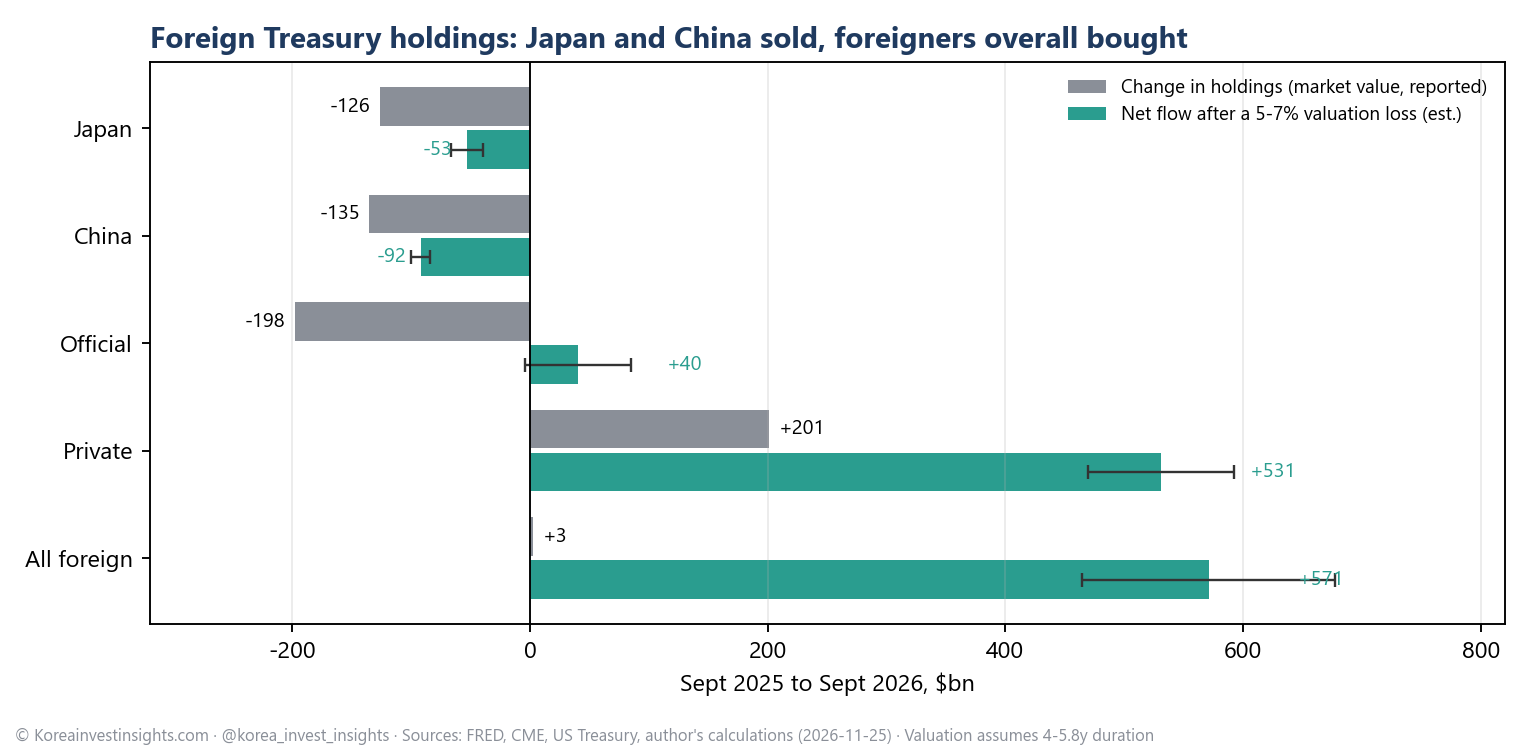 Foreign Treasury holdings: Japan and China sold, foreigners overall bought
Change in holdings (market value, reported)
Net flow after a 5-7% valuation loss (est.)
Japan
-126
-53
China
-135
-92
Official
-198
+40
Private
+201
+531
All foreign
+3
+571
-200 0 200 400 600 800
Sept 2025 to Sept 2026, $bn
© Koreainvestinsights.com · @korea_invest_insights · Sources: FRED, CME, US Treasury, author's calculations (2026-11-25) · Valuation assumes 4-5.8y duration